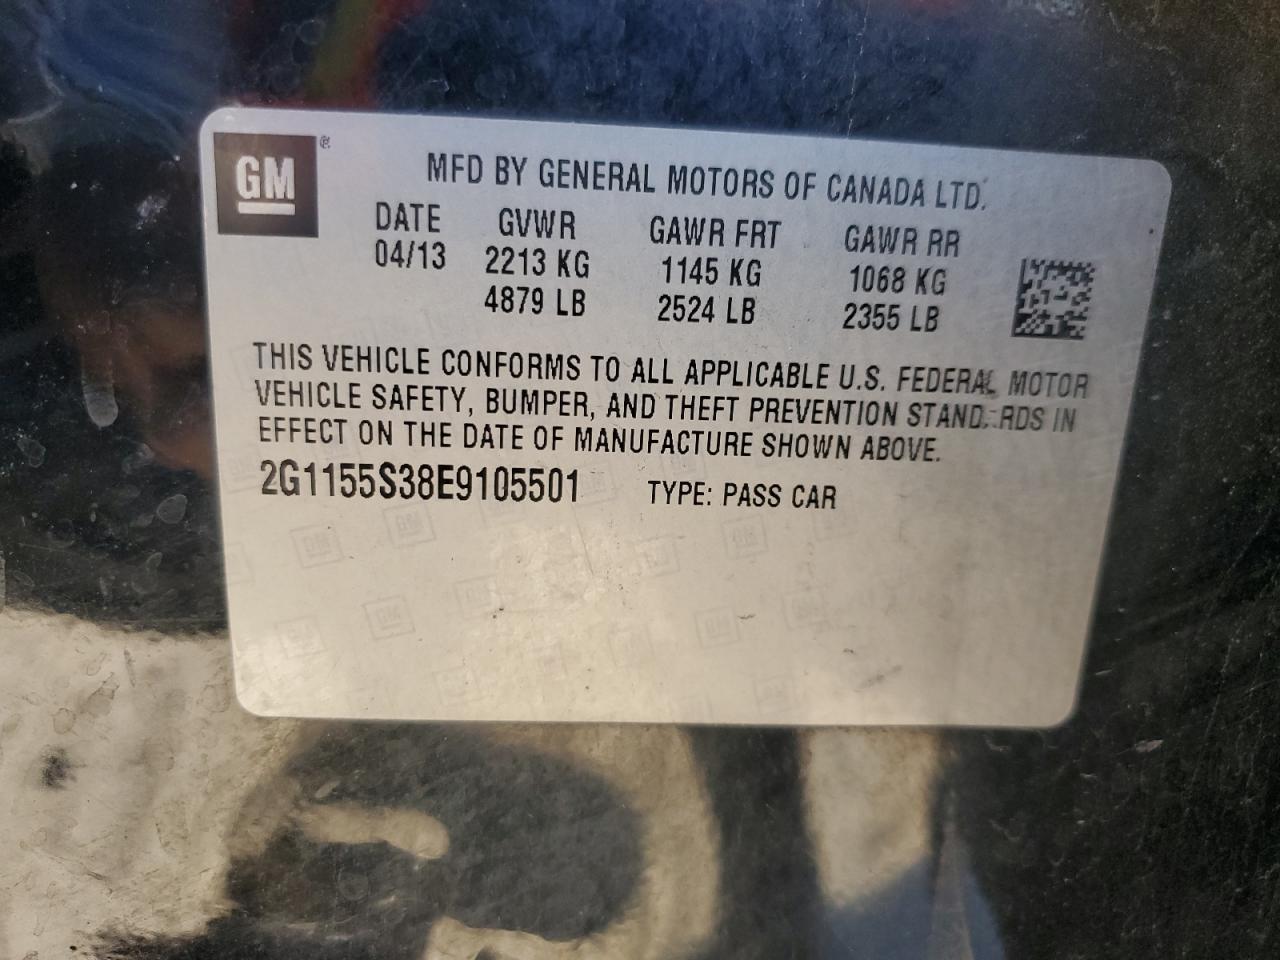 GM®
MFD BY GENERAL MOTORS OF CANADA LTD.
DATE GVWR GAWR FRT GAWR RR
04/13 2213 KG 1145 KG 1068 KG
4879 LB 2524 LB 2355 LB
THIS VEHICLE CONFORMS TO ALL APPLICABLE U.S. FEDERAL MOTOR
VEHICLE SAFETY, BUMPER, AND THEFT PREVENTION STANDARDS IN
EFFECT ON THE DATE OF MANUFACTURE SHOWN ABOVE.
2G1155S38E9105501 TYPE: PASS CAR